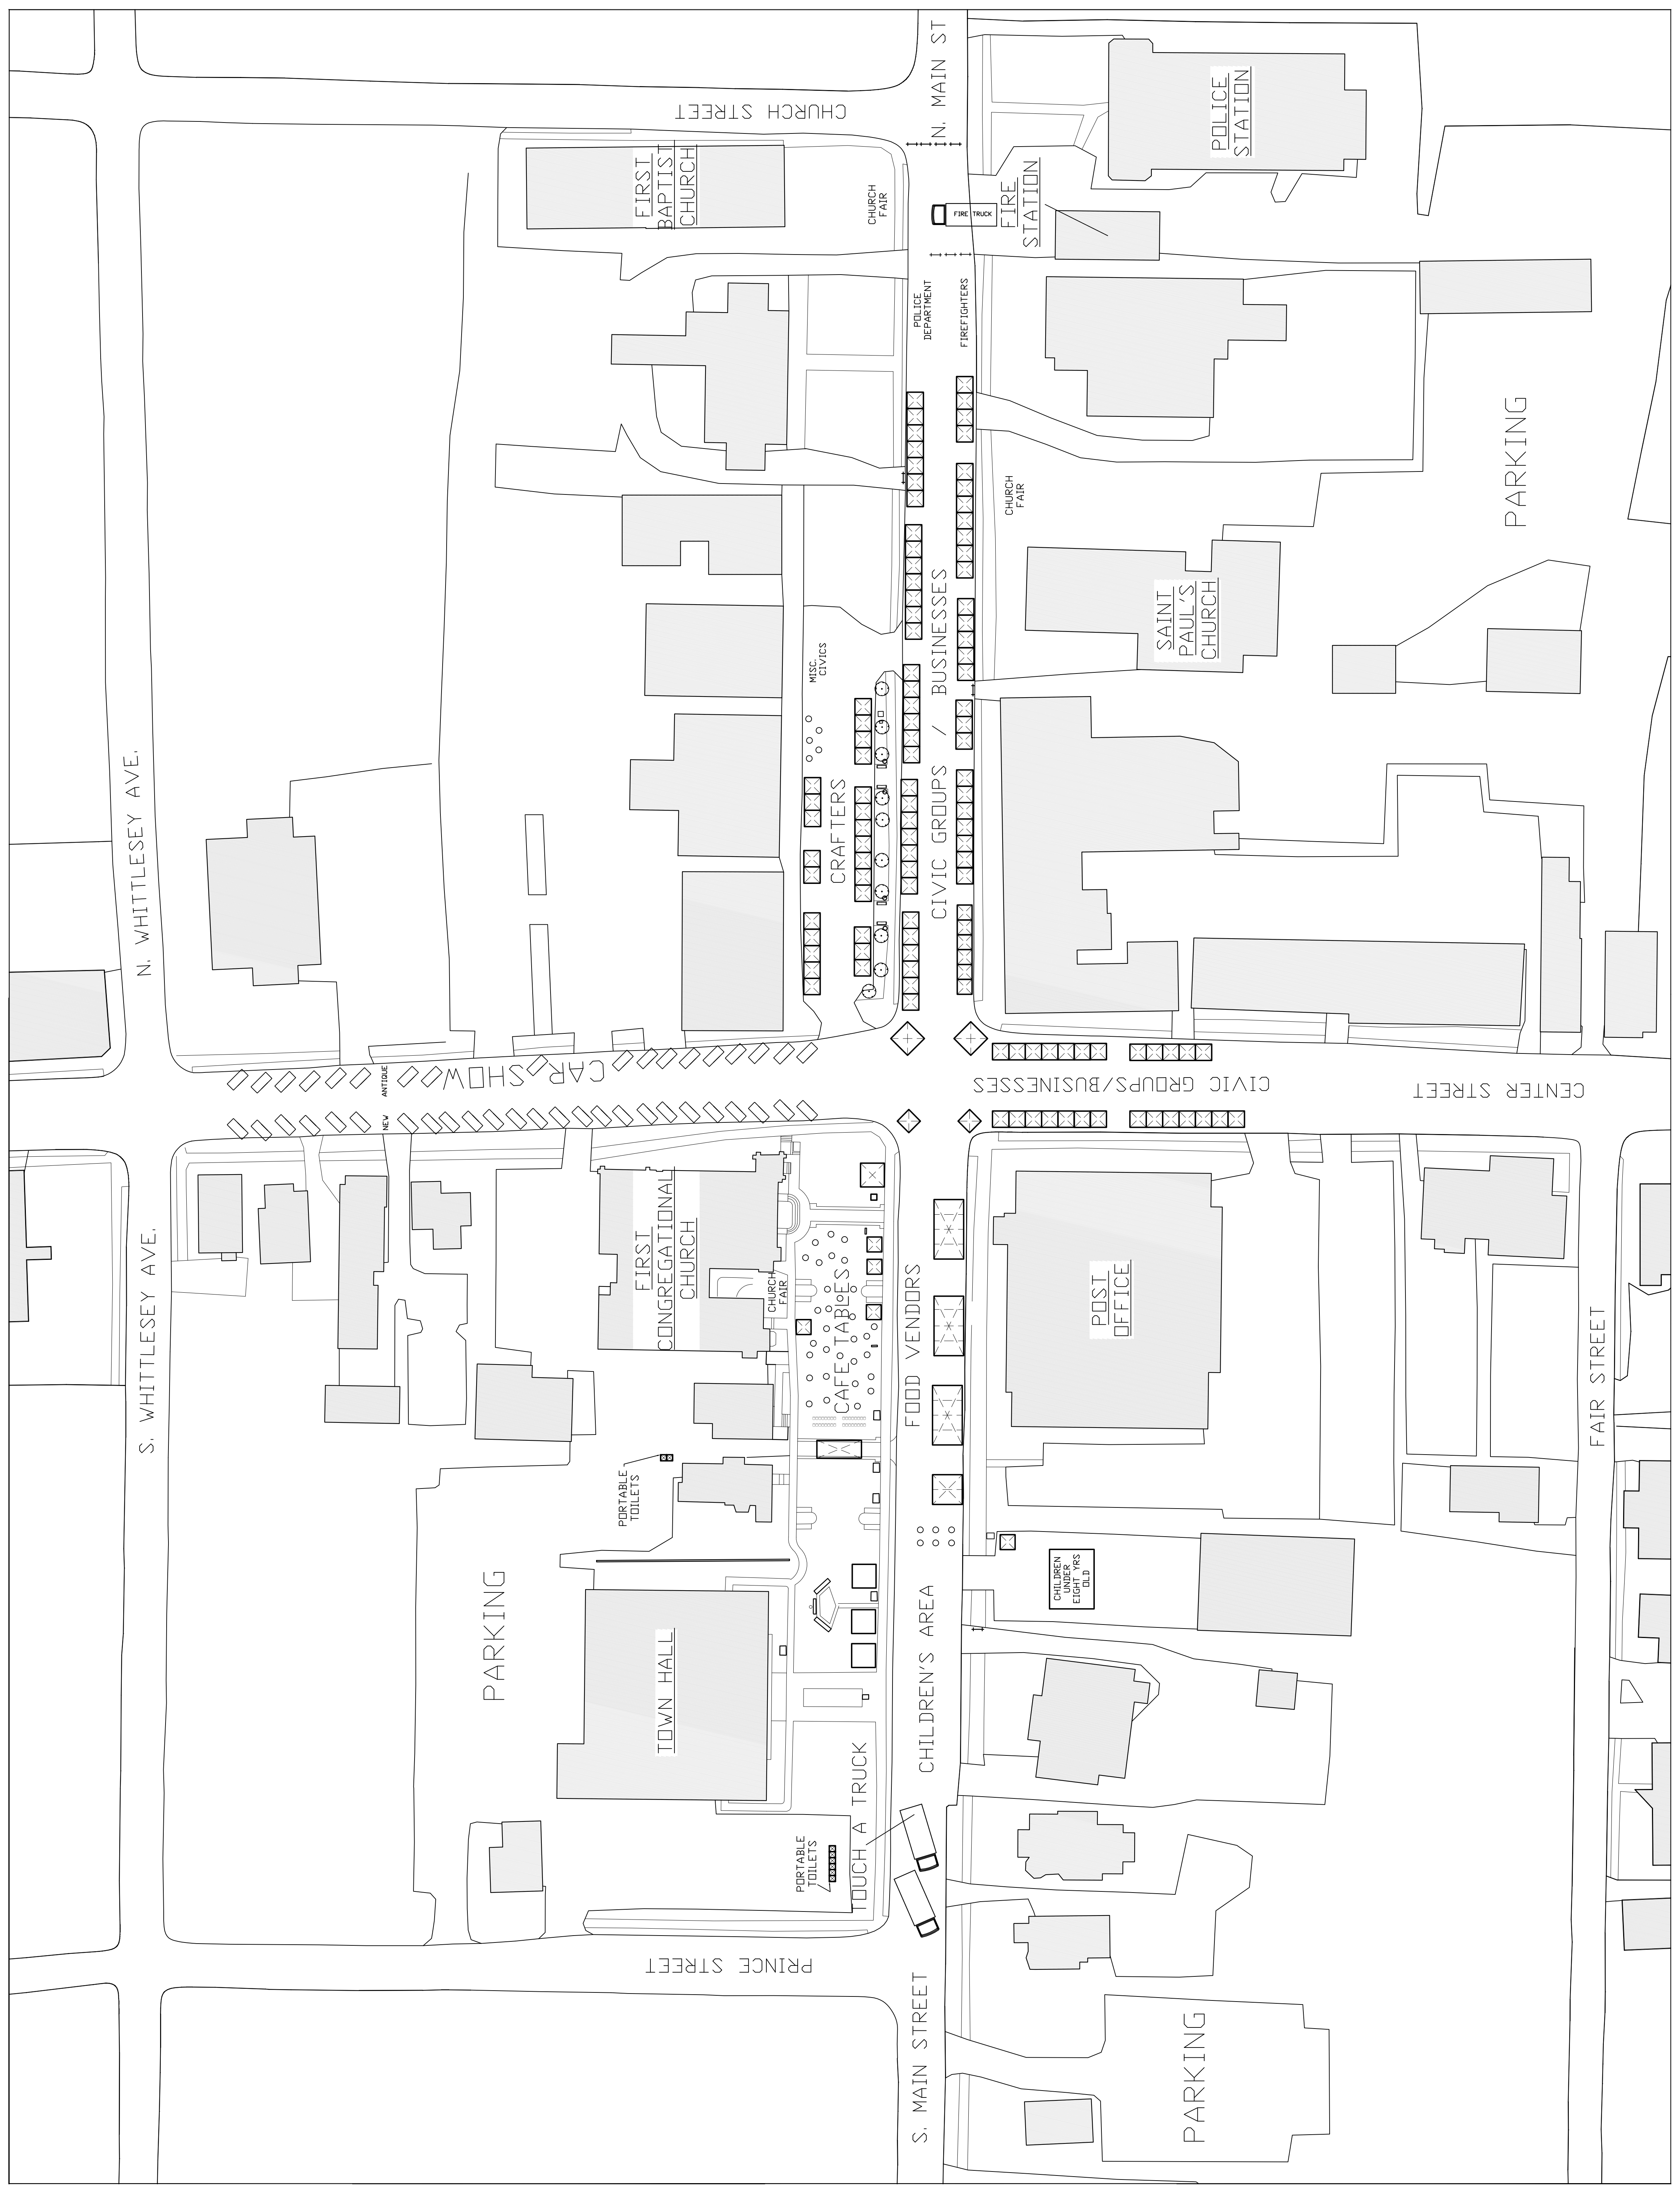 N. MAIN ST
CHURCH STREET
POLICE
STATION
FIRST
BAPTIST
CHURCH
CHURCH
FAIR
FIRE TRUCK
FIRE
STATION
POLICE
DEPARTMENT
FIREFIGHTERS
PARKING
CHURCH
FAIR
SAINT
PAUL'S
CHURCH
MISC.
CIVICS
CRAFTERS
CIVIC GROUPS / BUSINESSES
N. WHITTLESEY AVE.
CAR SHOW
ANTIQUE
NEW
CIVIC GROUPS/BUSINESSES
CENTER STREET
S. WHITTLESEY AVE.
FIRST
CONGREGATIONAL
CHURCH
CHURCH
FAIR
CAFE TABLES
FOOD VENDORS
POST
OFFICE
FAIR STREET
PORTABLE
TOILETS
PARKING
TOWN HALL
CHILDREN
UNDER
EIGHT YRS
OLD
CHILDREN'S AREA
TOUCH A TRUCK
PORTABLE
TOILETS
PRINCE STREET
S. MAIN STREET
PARKING